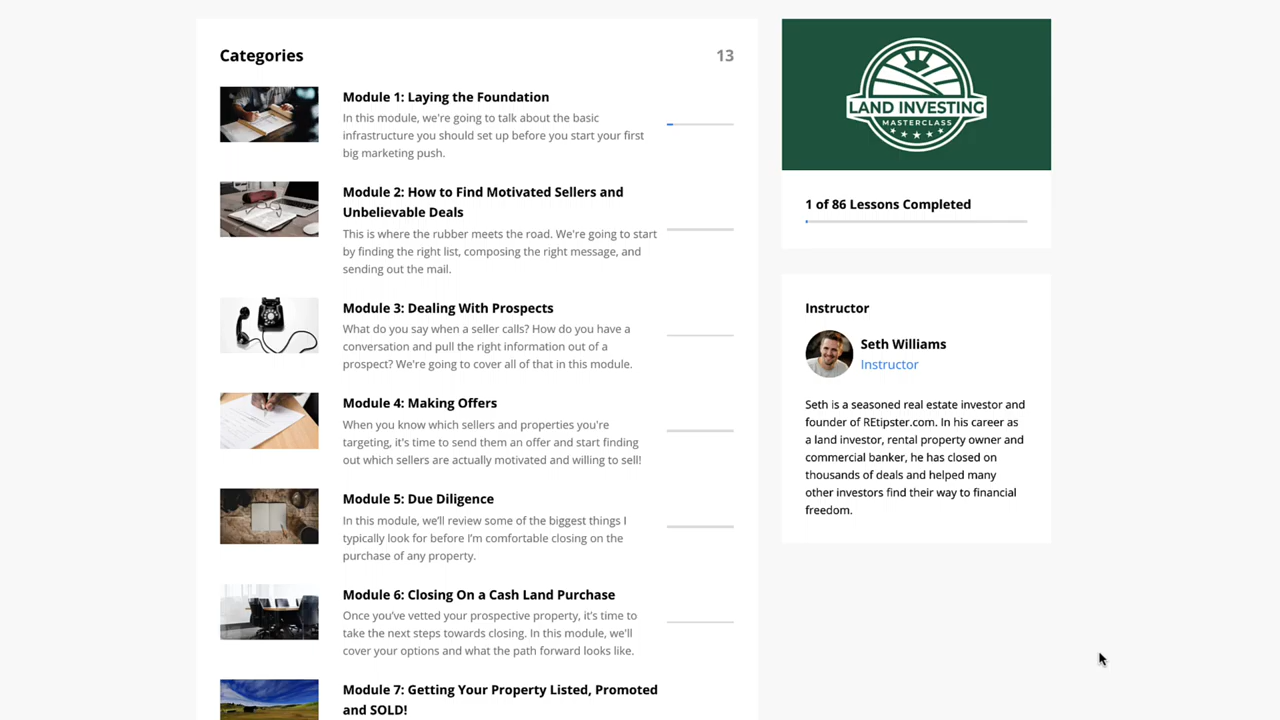 Categories
13
Module 1: Laying the Foundation
In this module, we're going to talk about the basic
infrastructure you should set up before you start your first
big marketing push.
Module 2: How to Find Motivated Sellers and
Unbelievable Deals
This is where the rubber meets the road. We're going to start
by finding the right list, composing the right message, and
sending out the mail.
Module 3: Dealing With Prospects
What do you say when a seller calls? How do you have a
conversation and pull the right information out of a
prospect? We're going to cover all of that in this module.
Module 4: Making Offers
When you know which sellers and properties you're
targeting, it's time to send them an offer and start finding
out which sellers are actually motivated and willing to sell!
Module 5: Due Diligence
In this module, we'll review some of the biggest things I
typically look for before I'm comfortable closing on the
purchase of any property.
Module 6: Closing On a Cash Land Purchase
Once you've vetted your prospective property, it's time to
take the next steps towards closing. In this module, we'll
cover your options and what the path forward looks like.
Module 7: Getting Your Property Listed, Promoted
and SOLD!
LAND INVESTING
MASTERCLASS
1 of 86 Lessons Completed
Instructor
Seth Williams
Instructor
Seth is a seasoned real estate investor and
founder of REtipster.com. In his career as
a land investor, rental property owner and
commercial banker, he has closed on
thousands of deals and helped many
other investors find their way to financial
freedom.